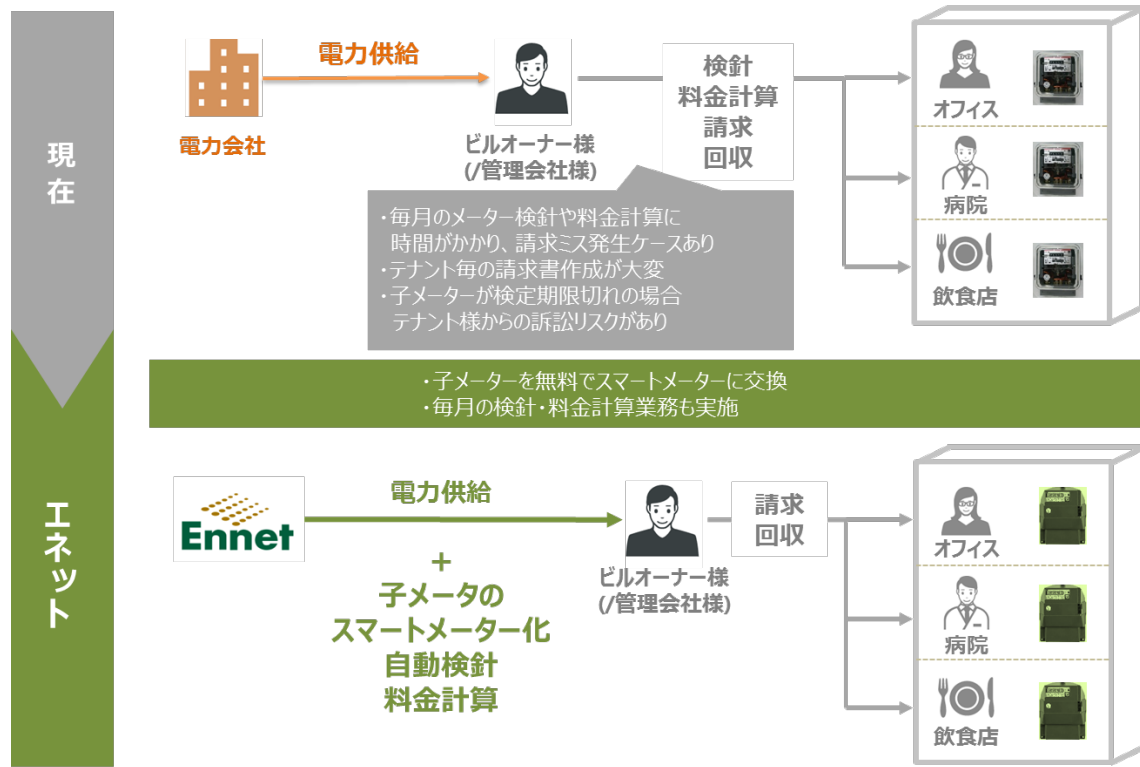 現在
電力会社
電力供給
ビルオーナー様
(/管理会社様)
検針
料金計算
請求
回収
オフィス
病院
飲食店
・毎月のメーター検針や料金計算に
時間がかかり、請求ミス発生ケースあり
・テナント毎の請求書作成が大変
・子メーターが検定期限切れの場合
テナント様からの訴訟リスクがあり
・子メーターを無料でスマートメーターに交換
・毎月の検針・料金計算業務も実施
エネット
Ennet
電力供給
+
子メータの
スマートメーター化
自動検針
料金計算
ビルオーナー様
(/管理会社様)
請求
回収
オフィス
病院
飲食店